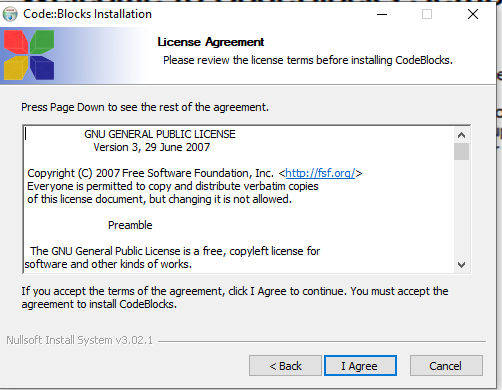 Code::Blocks Installation
License Agreement
Please review the license terms before installing CodeBlocks.
Press Page Down to see the rest of the agreement.
GNU GENERAL PUBLIC LICENSE
Version 3, 29 June 2007
Copyright (C) 2007 Free Software Foundation, Inc. <http://fsf.org/>
Everyone is permitted to copy and distribute verbatim copies
of this license document, but changing it is not allowed.
Preamble
The GNU General Public License is a free, copyleft license for
software and other kinds of works.
If you accept the terms of the agreement, click I Agree to continue. You must accept the
agreement to install CodeBlocks.
Nullsoft Install System v3.02.1
< Back
I Agree
Cancel